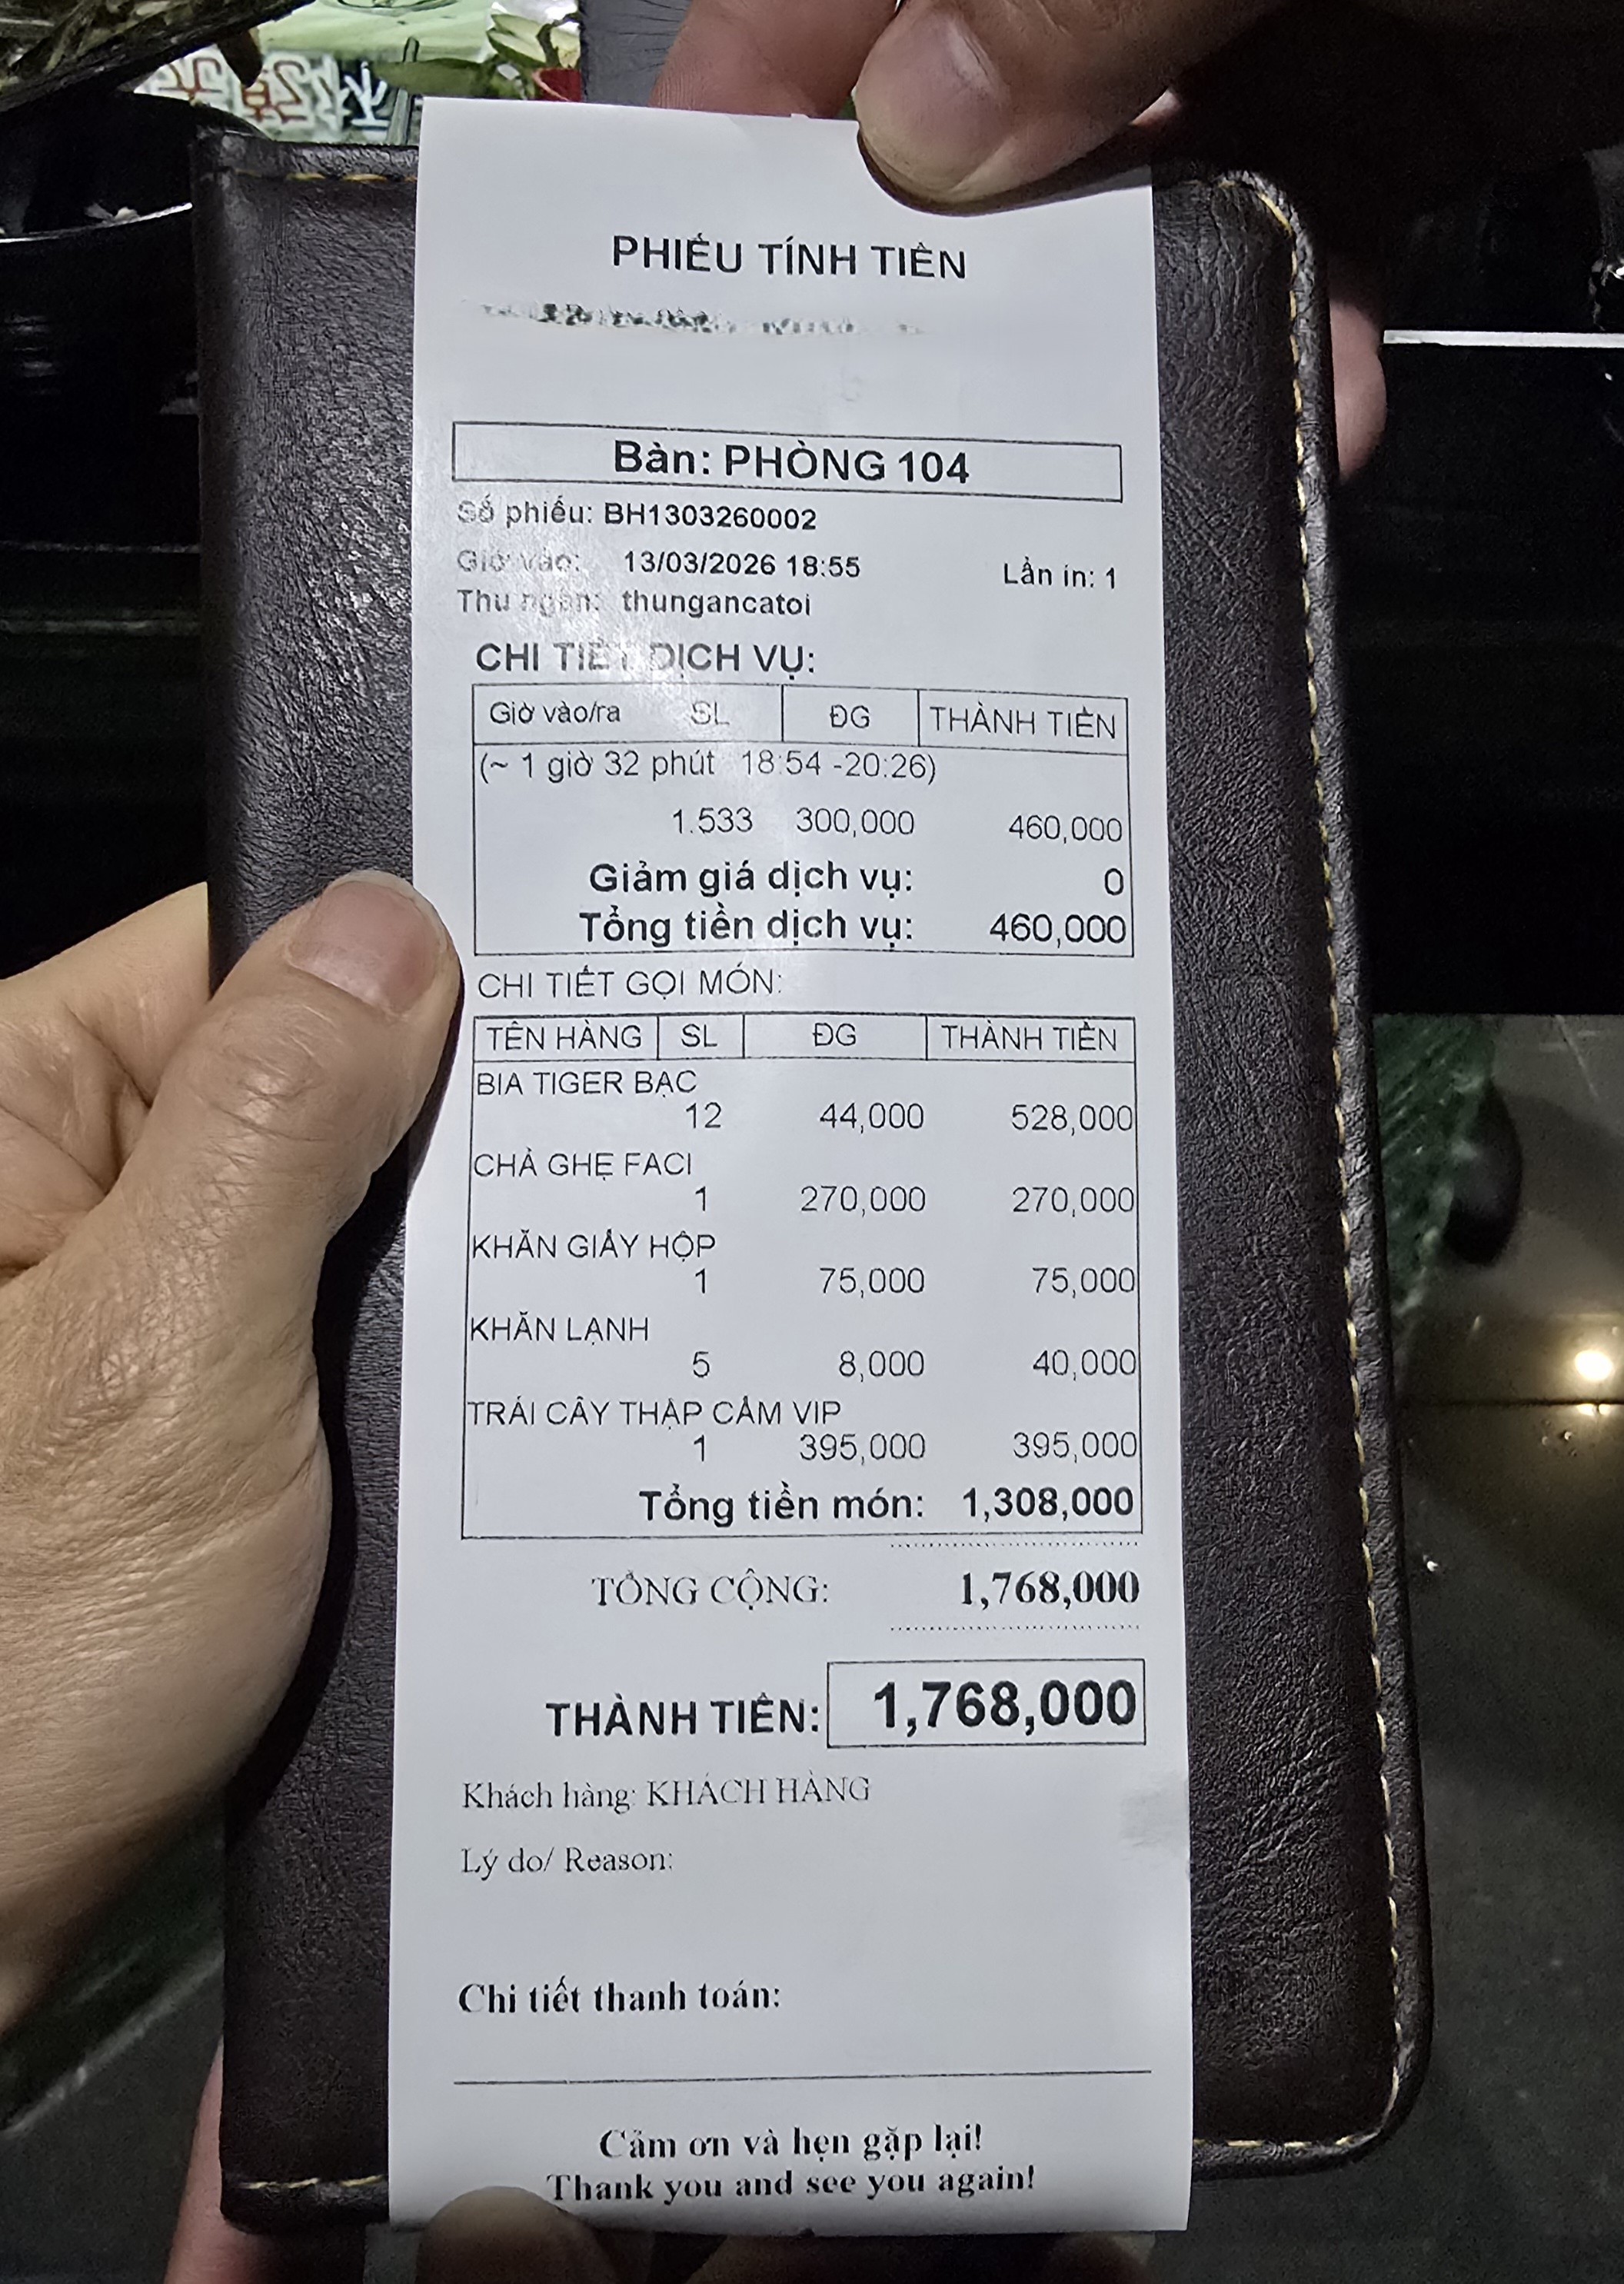 PHIẾU TÍNH TIỀN
Bàn: PHÒNG 104
Số phiếu: BH1303260002
Giờ vào: 13/03/2026 18:55 Lần in: 1
Thu ngân: thungancatoi
CHI TIẾT DỊCH VỤ:
Giờ vào/ra SL ĐG THÀNH TIỀN
(~ 1 giờ 32 phút 18:54 -20:26)
1.533 300,000 460,000
Giảm giá dịch vụ: 0
Tổng tiền dịch vụ: 460,000
CHI TIẾT GỌI MÓN:
TÊN HÀNG SL ĐG THÀNH TIỀN
BIA TIGER BẠC
12 44,000 528,000
CHẢ GHẸ FACI
1 270,000 270,000
KHĂN GIẤY HỘP
1 75,000 75,000
KHĂN LẠNH
5 8,000 40,000
TRÁI CÂY THẬP CẨM VIP
1 395,000 395,000
Tổng tiền món: 1,308,000
TỔNG CỘNG: 1,768,000
THÀNH TIỀN: 1,768,000
Khách hàng: KHÁCH HÀNG
Lý do/ Reason:
Chi tiết thanh toán:
Cảm ơn và hẹn gặp lại!
Thank you and see you again!